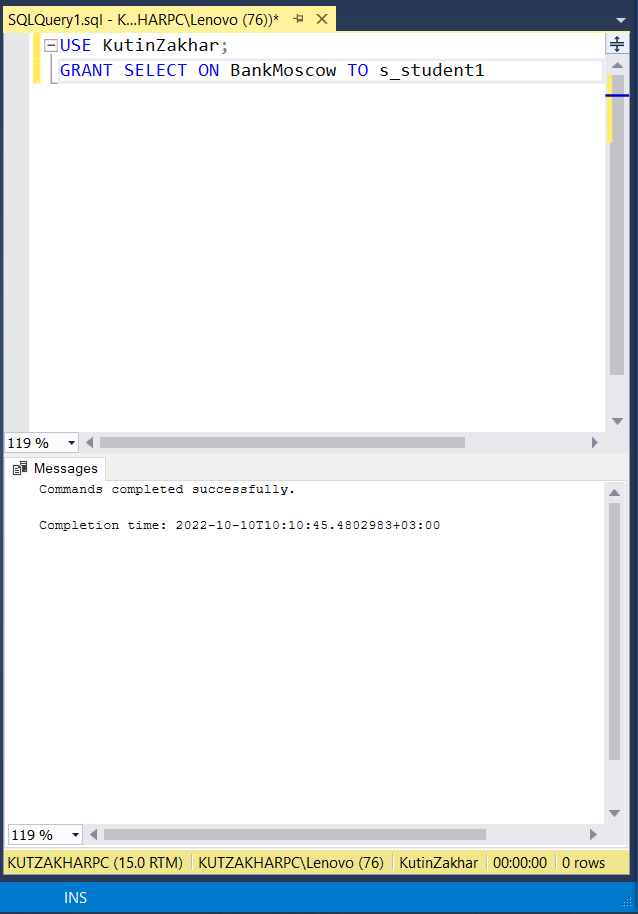 SQLQuery1.sql - K...HARPC\Lenovo (76))*
USE KutinZakhar;
GRANT SELECT ON BankMoscow TO s_student1
119 %
Messages
Commands completed successfully.
Completion time: 2022-10-10T10:10:45.4802983+03:00
119 %
KUTZAKHARPC (15.0 RTM) KUTZAKHARPC\Lenovo (76) KutinZakhar 00:00:00 0 rows
INS